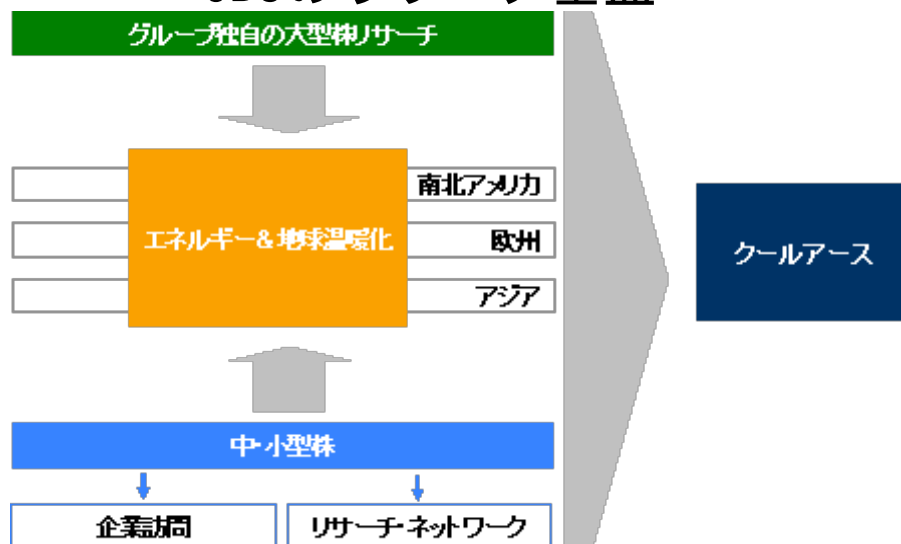 グループ独自の大型株リサーチ
南北アメリカ
エネルギー&地球温暖化
欧州
クールアース
アジア
中・小型株
企業訪問
リサーチ・ネットワーク